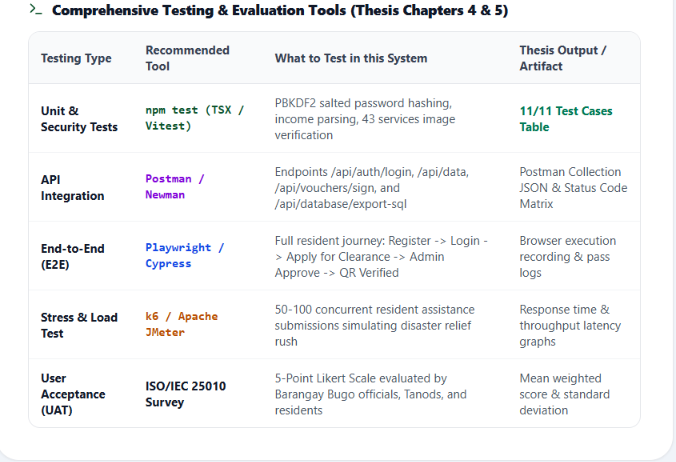 >_ Comprehensive Testing & Evaluation Tools (Thesis Chapters 4 & 5)
Testing Type
Recommended
Tool
What to Test in this System
Thesis Output /
Artifact
Unit &
Security Tests
npm test (TSX /
Vitest)
PBKDF2 salted password hashing,
income parsing, 43 services image
verification
11/11 Test Cases
Table
API
Integration
Postman /
Newman
Endpoints /api/auth/login, /api/data,
/api/vouchers/sign, and
/api/database/export-sql
Postman Collection
JSON & Status Code
Matrix
End-to-End
(E2E)
Playwright /
Cypress
Full resident journey: Register -> Login -
> Apply for Clearance -> Admin
Approve -> QR Verified
Browser execution
recording & pass
logs
Stress & Load
Test
k6 / Apache
JMeter
50-100 concurrent resident assistance
submissions simulating disaster relief
rush
Response time &
throughput latency
graphs
User
Acceptance
(UAT)
ISO/IEC 25010
Survey
5-Point Likert Scale evaluated by
Barangay Bugo officials, Tanods, and
residents
Mean weighted
score & standard
deviation